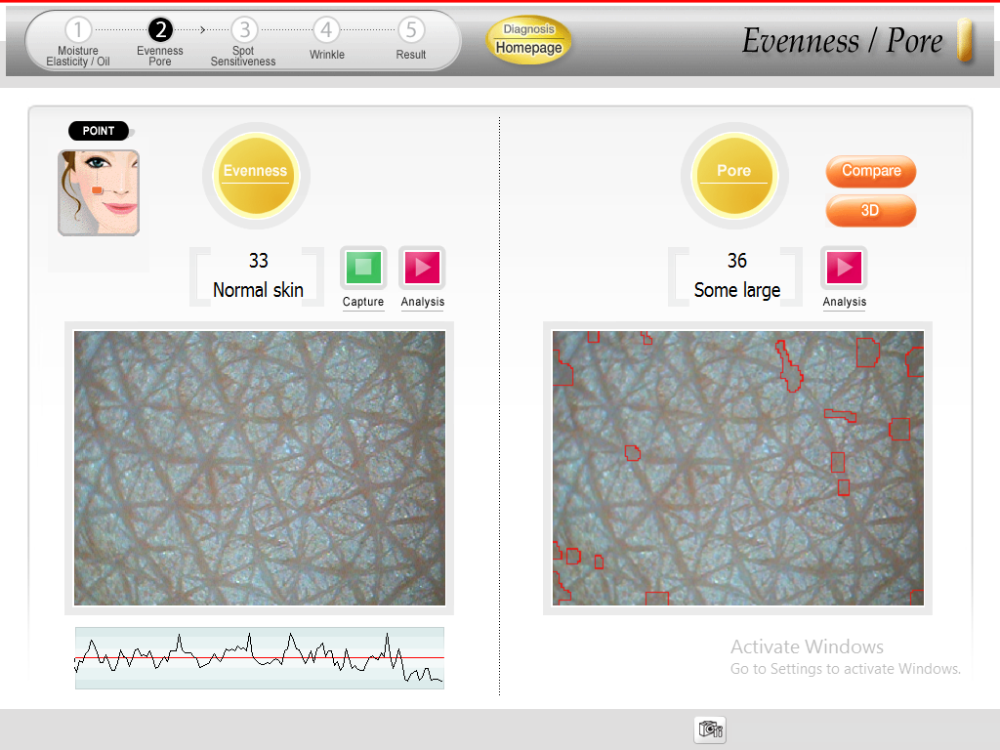 1
2
3
4
5
Moisture
Elasticity / Oil
Evenness
Pore
Spot
Sensitiveness
Wrinkle
Result
Diagnosis
Homepage
Evenness / Pore
POINT
Evenness
33
Normal skin
Capture
Analysis
Pore
Compare
3D
36
Some large
Analysis
Activate Windows
Go to Settings to activate Windows.